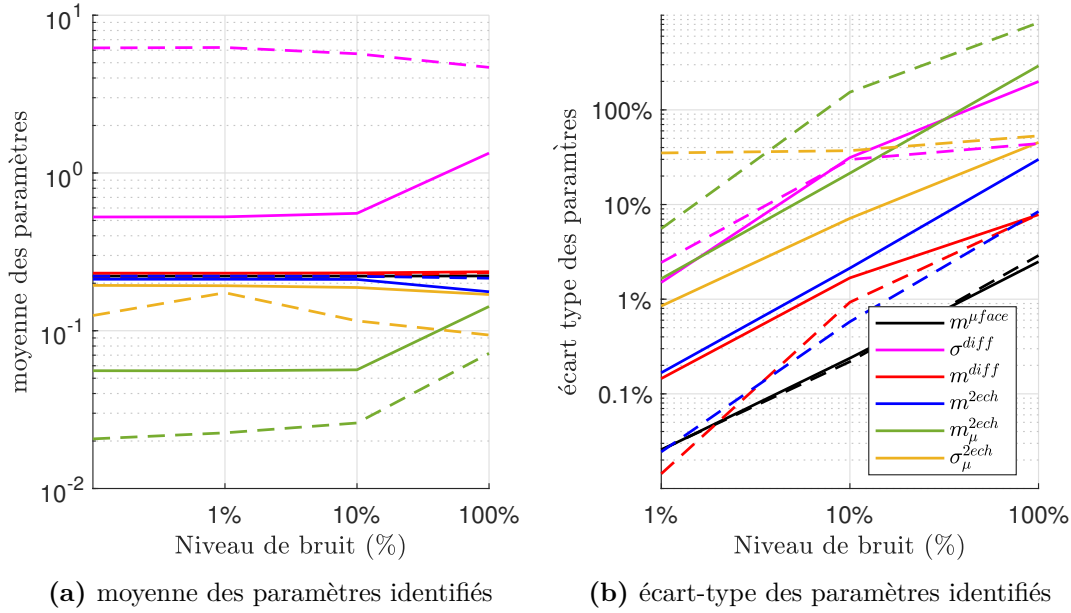 10^1
10^0
10^-1
10^-2
moyenne des paramètres
1%
10%
100%
Niveau de bruit (%)
(a) moyenne des paramètres identifiés
100%
10%
1%
0.1%
écart type des paramtres
1%
10%
100%
Niveau de bruit (%)
m^{μface}
σ^{diff}
m^{diff}
m^{2ech}
m_μ^{2ech}
σ_μ^{2ech}
(b) écart-type des paramètres identifiés